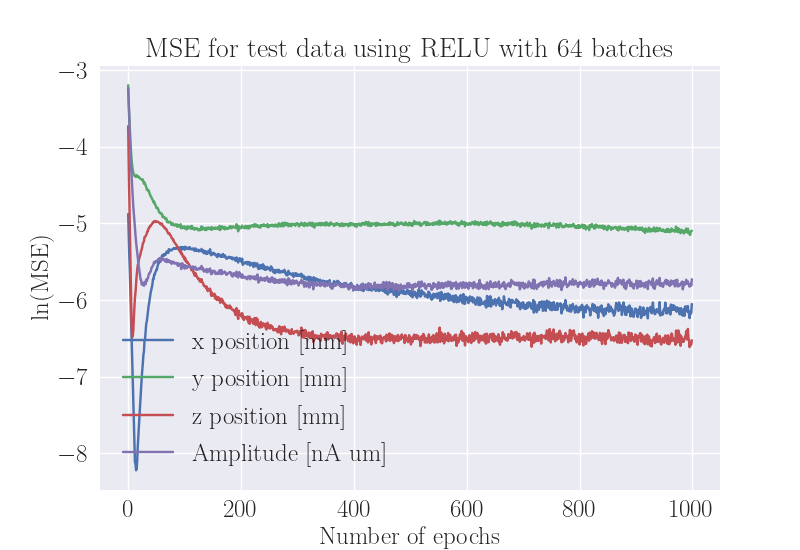 MSE for test data using RELU with 64 batches
−3
−4
−5
−6
−7
−8
ln(MSE)
x position [mm]
y position [mm]
z position [mm]
Amplitude [nA um]
0 200 400 600 800 1000
Number of epochs